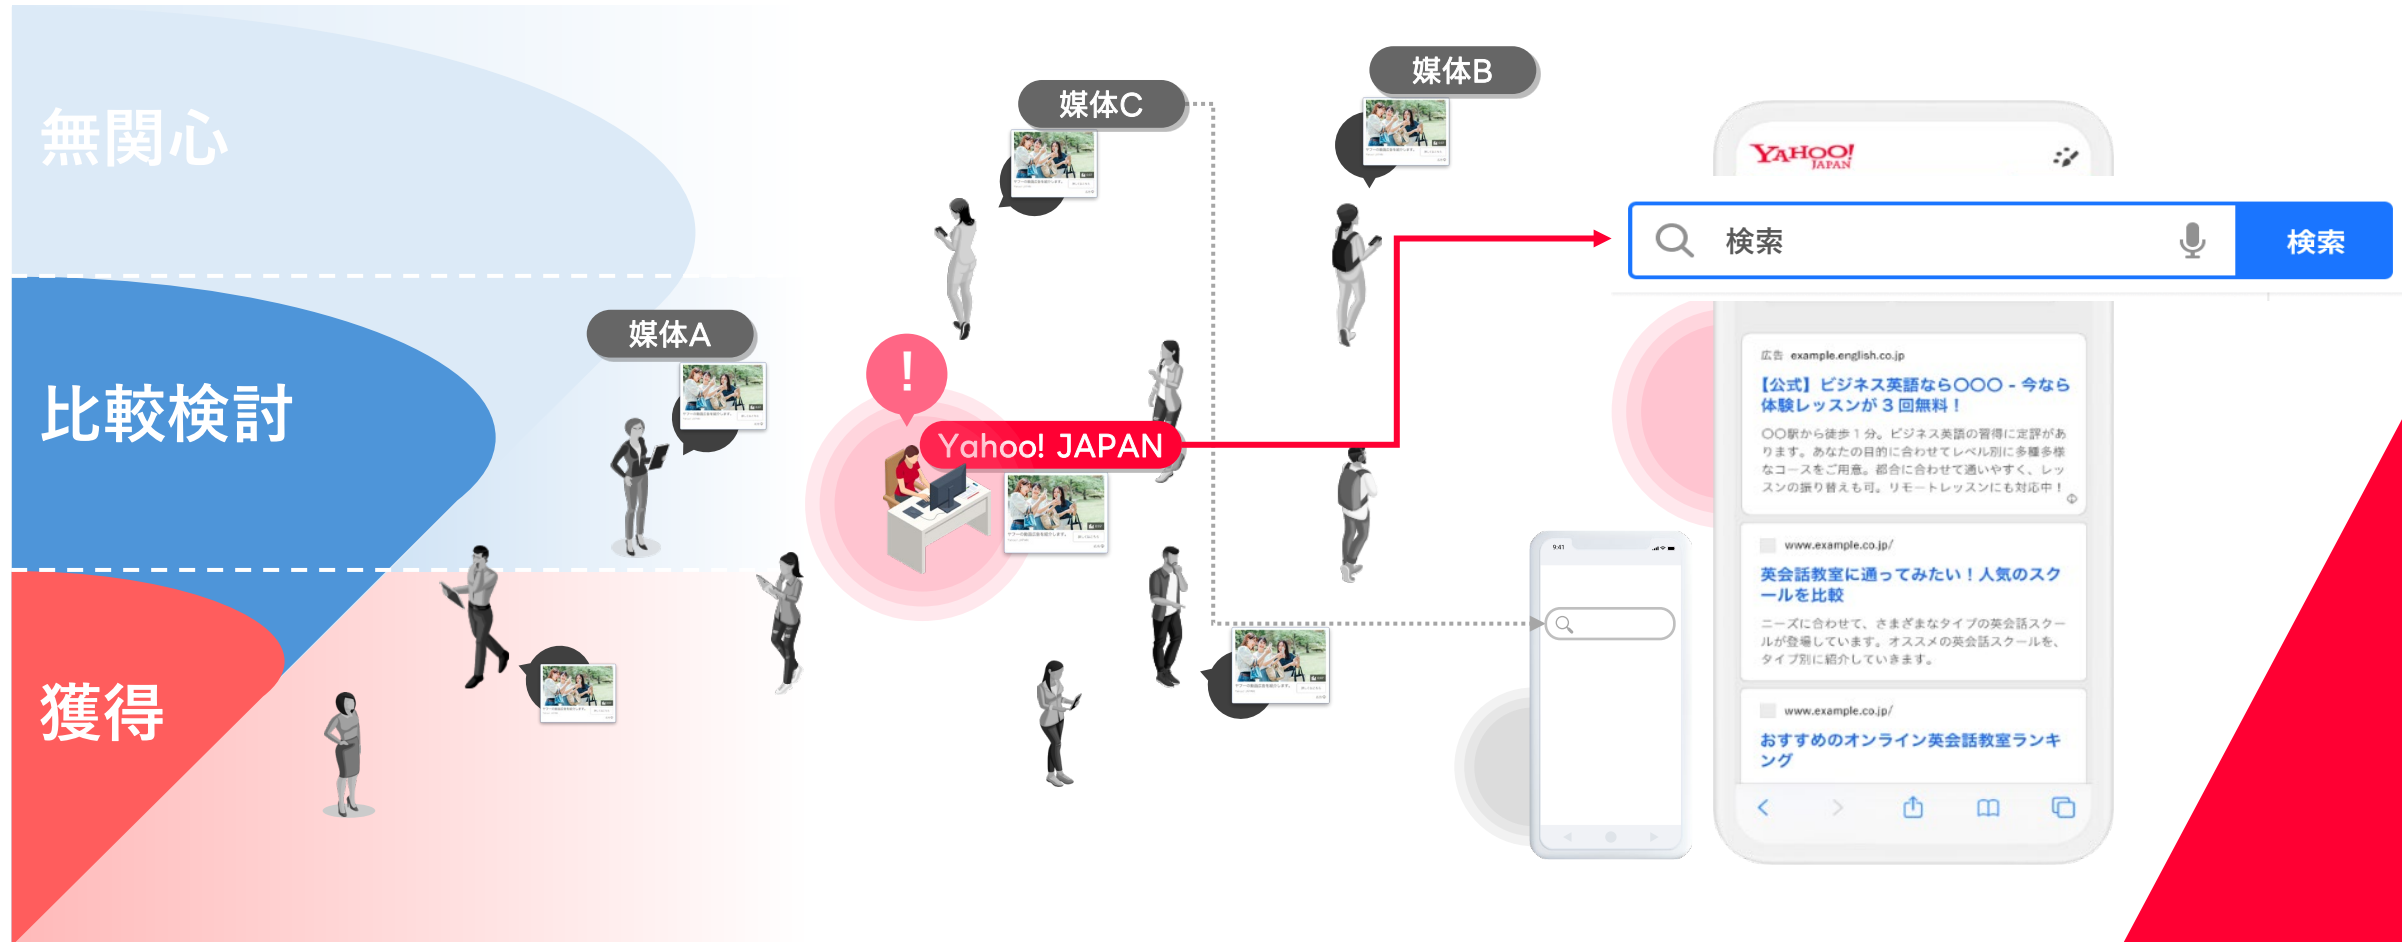 無関心
比較検討
獲得
媒体A
媒体C
媒体B
!
Yahoo! JAPAN
9:41
YAHOO!
JAPAN
検索
検索
広告 example.english.co.jp
【公式】ビジネス英語なら〇〇〇 - 今なら
体験レッスンが 3 回無料！
〇〇駅から徒歩 1 分。ビジネス英語の習得に定評があ
ります。あなたの目的に合わせてレベル別に多種多様
なコースをご用意。都合に合わせて通いやすく、レッ
スンの振り替えも可。リモートレッスンにも対応中！
www.example.co.jp/
英会話教室に通ってみたい！人気のスク
ールを比較
ニーズに合わせて、さまざまなタイプの英会話スクー
ルが登場しています。オススメの英会話スクールを、
タイプ別に紹介していきます。
www.example.co.jp/
おすすめのオンライン英会話教室ランキ
ング